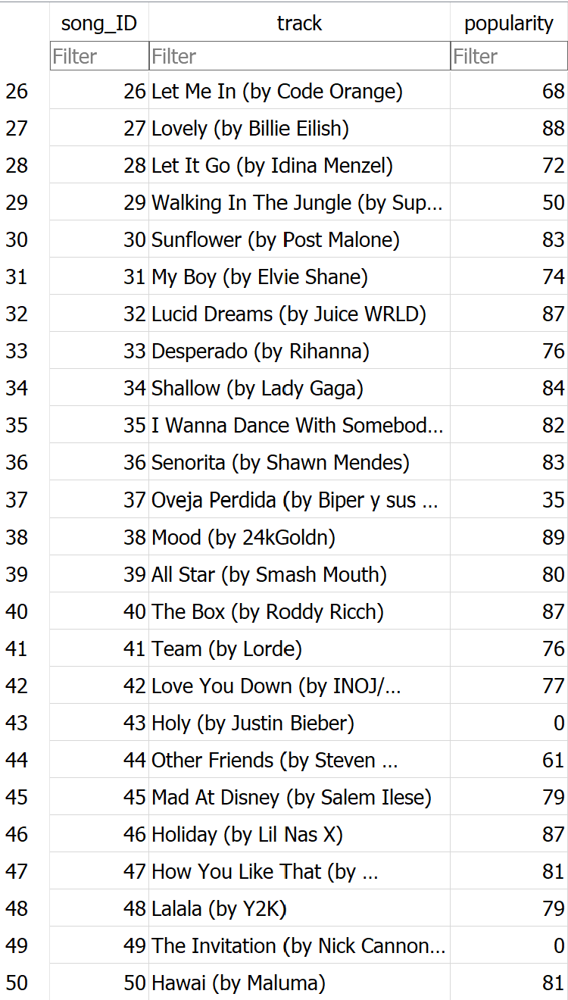 song_ID track popularity
Filter Filter Filter
26 26 Let Me In (by Code Orange) 68
27 27 Lovely (by Billie Eilish) 88
28 28 Let It Go (by Idina Menzel) 72
29 29 Walking In The Jungle (by Sup... 50
30 30 Sunflower (by Post Malone) 83
31 31 My Boy (by Elvie Shane) 74
32 32 Lucid Dreams (by Juice WRLD) 87
33 33 Desperado (by Rihanna) 76
34 34 Shallow (by Lady Gaga) 84
35 35 I Wanna Dance With Somebod... 82
36 36 Senorita (by Shawn Mendes) 83
37 37 Oveja Perdida (by Biper y sus ... 35
38 38 Mood (by 24kGoldn) 89
39 39 All Star (by Smash Mouth) 80
40 40 The Box (by Roddy Ricch) 87
41 41 Team (by Lorde) 76
42 42 Love You Down (by INOJ/... 77
43 43 Holy (by Justin Bieber) 0
44 44 Other Friends (by Steven ... 61
45 45 Mad At Disney (by Salem Ilese) 79
46 46 Holiday (by Lil Nas X) 87
47 47 How You Like That (by ... 81
48 48 Lalala (by Y2K) 79
49 49 The Invitation (by Nick Cannon... 0
50 50 Hawai (by Maluma) 81